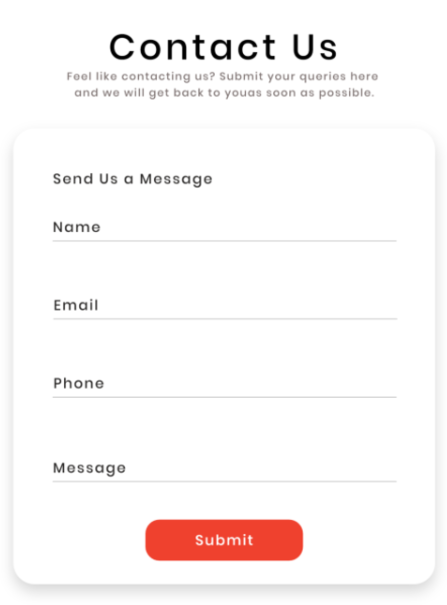 Contact Us
Feel like contacting us? Submit your queries here
and we will get back to youas soon as possible.
Send Us a Message
Name
Email
Phone
Message
Submit